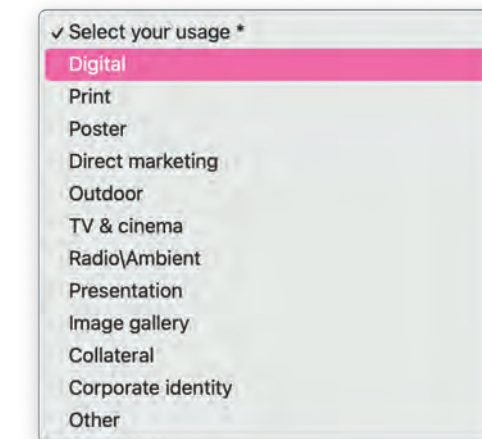 ✓ Select your usage *
Digital
Print
Poster
Direct marketing
Outdoor
TV & cinema
Radio\Ambient
Presentation
Image gallery
Collateral
Corporate identity
Other